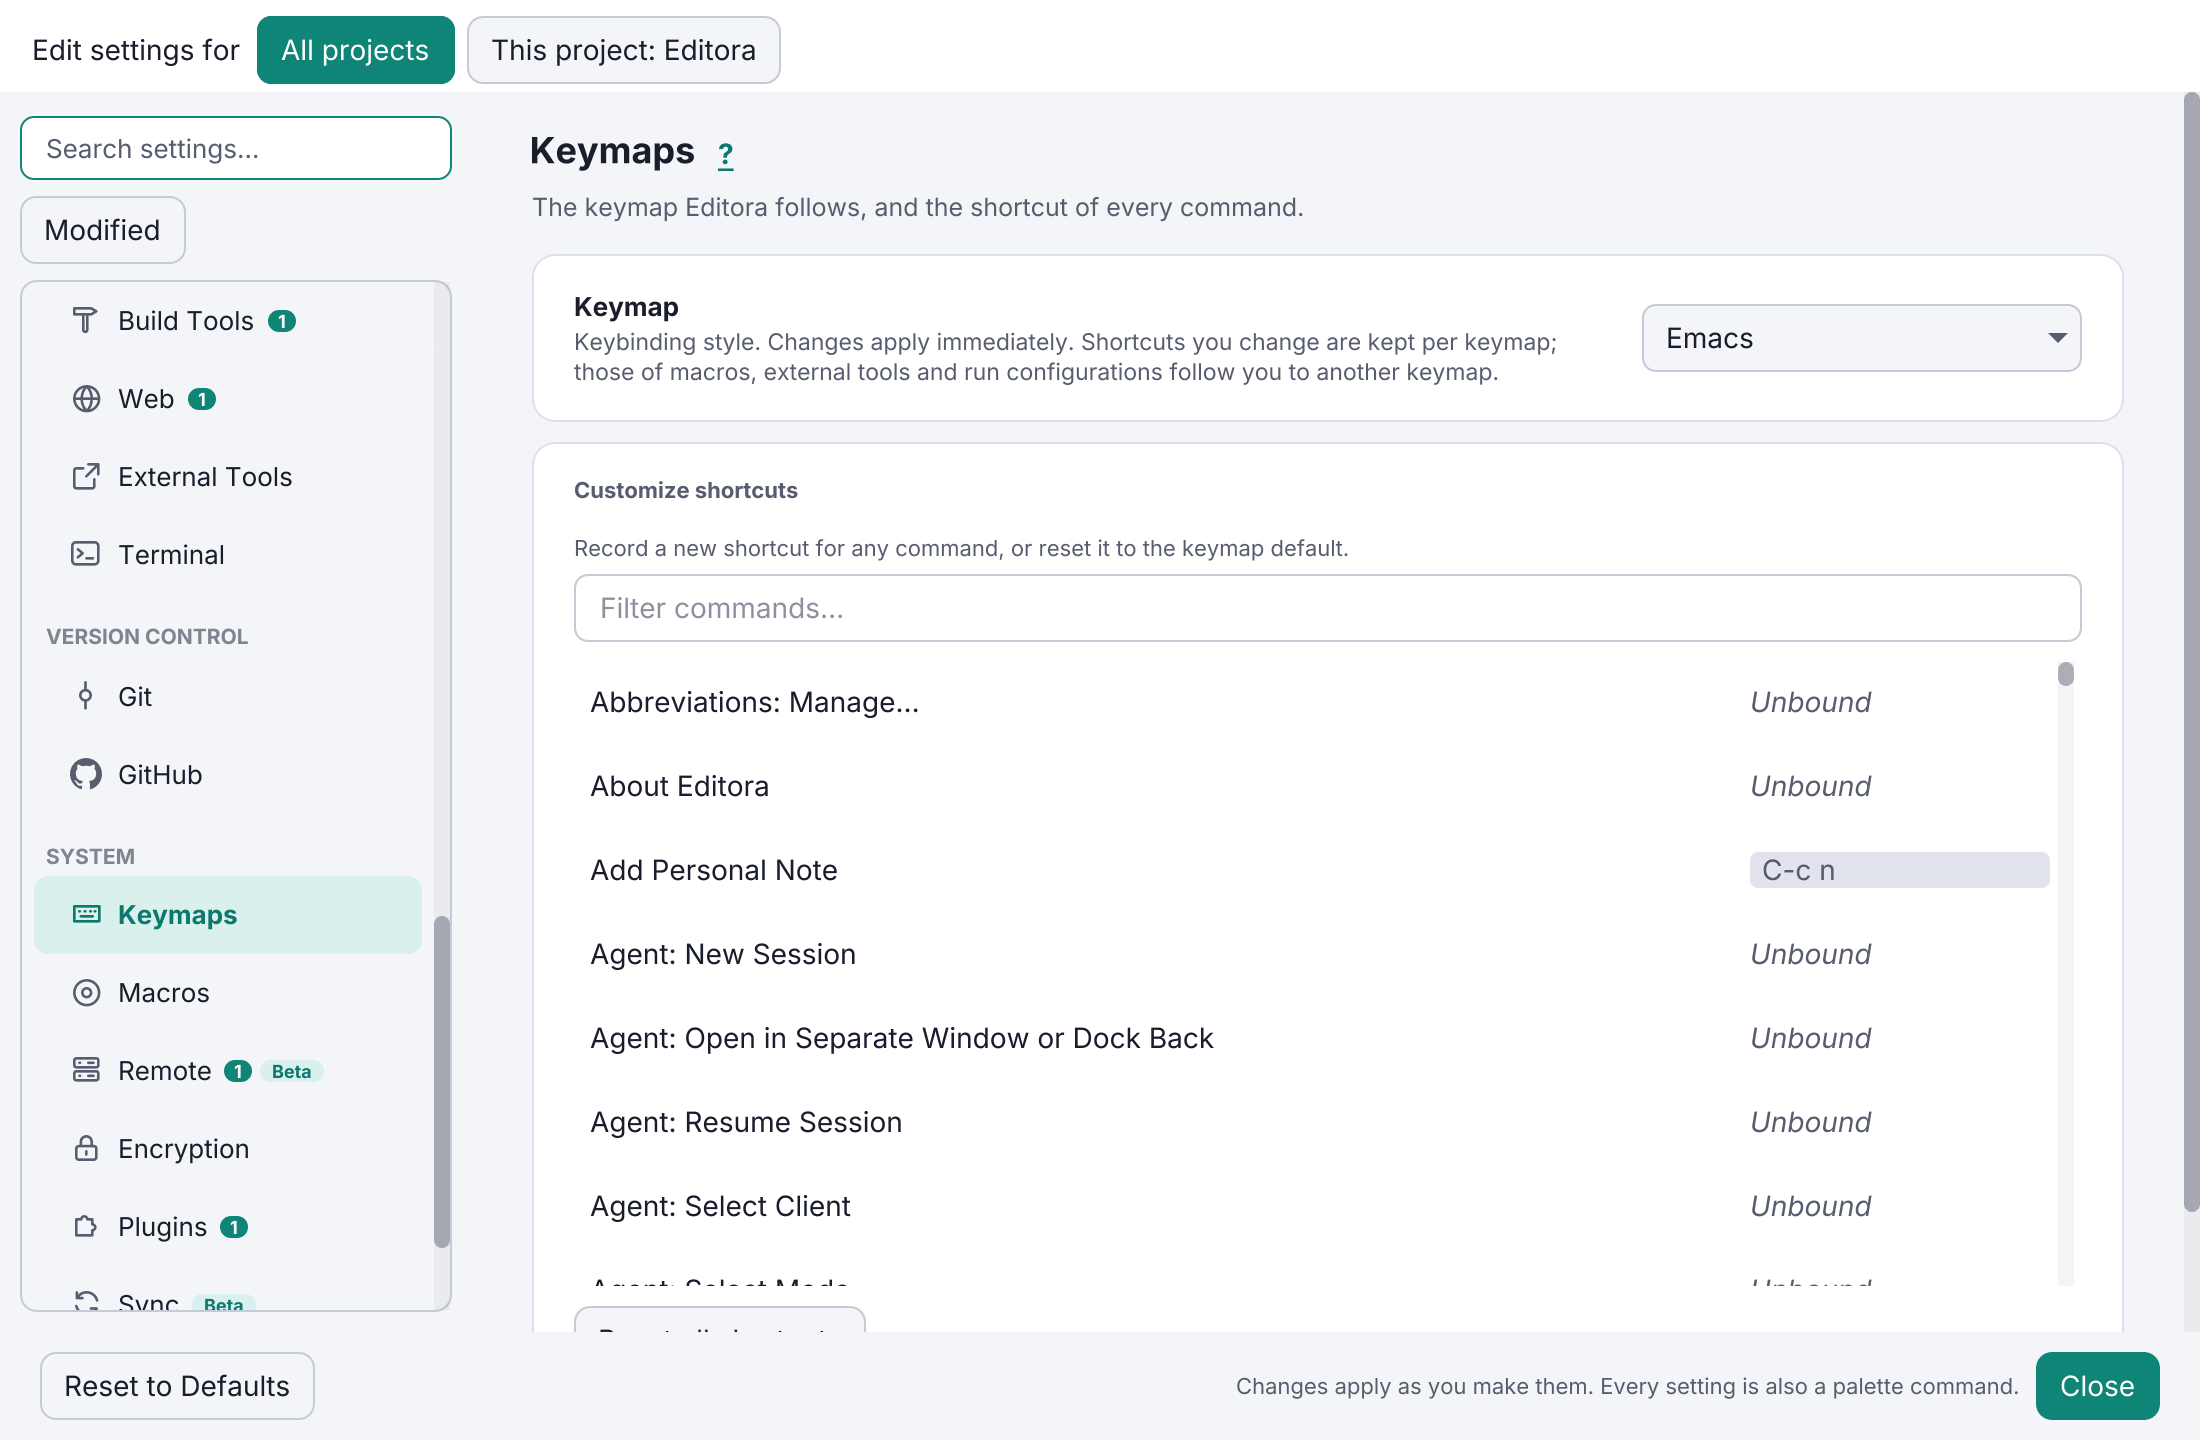 Edit settings for
All projects
This project: Editora
Search settings...
Modified
Build Tools 1
Web 1
External Tools
Terminal
VERSION CONTROL
Git
GitHub
SYSTEM
Keymaps
Macros
Remote 1 Beta
Encryption
Plugins 1
Sync Beta
Keymaps ?
The keymap Editora follows, and the shortcut of every command.
Keymap
Keybinding style. Changes apply immediately. Shortcuts you change are kept per keymap;
those of macros, external tools and run configurations follow you to another keymap.
Emacs
Customize shortcuts
Record a new shortcut for any command, or reset it to the keymap default.
Filter commands...
Abbreviations: Manage... Unbound
About Editora Unbound
Add Personal Note C-c n
Agent: New Session Unbound
Agent: Open in Separate Window or Dock Back Unbound
Agent: Resume Session Unbound
Agent: Select Client Unbound
Agent: Select Mode Unbound
Reset to Defaults
Changes apply as you make them. Every setting is also a palette command.
Close